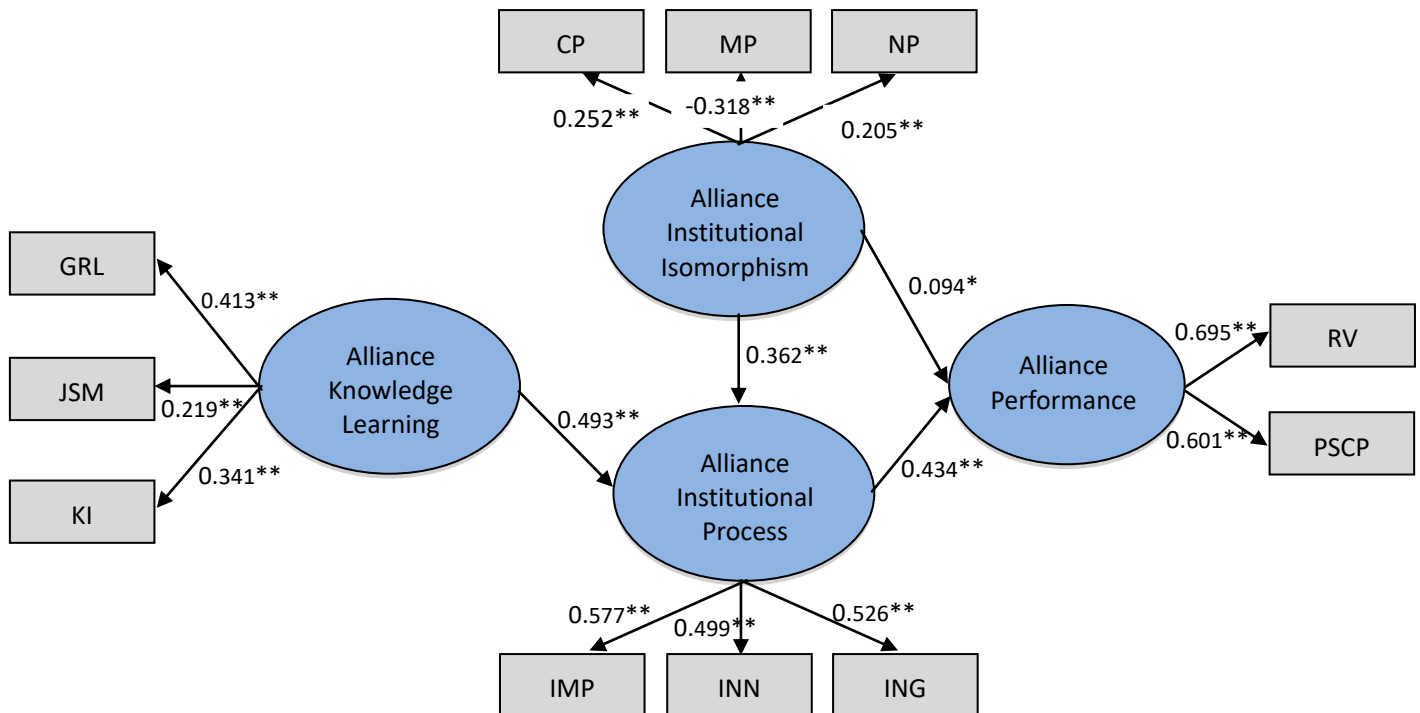 CP
MP
NP
0.252**
-0.318**
0.205**
Alliance
Institutional
Isomorphism
GRL
JSM
KI
0.413**
0.219**
0.341**
Alliance
Knowledge
Learning
0.493**
0.362**
0.094*
Alliance
Institutional
Process
0.434**
Alliance
Performance
0.695**
0.601**
RV
PSCP
0.577**
0.499**
0.526**
IMP
INN
ING